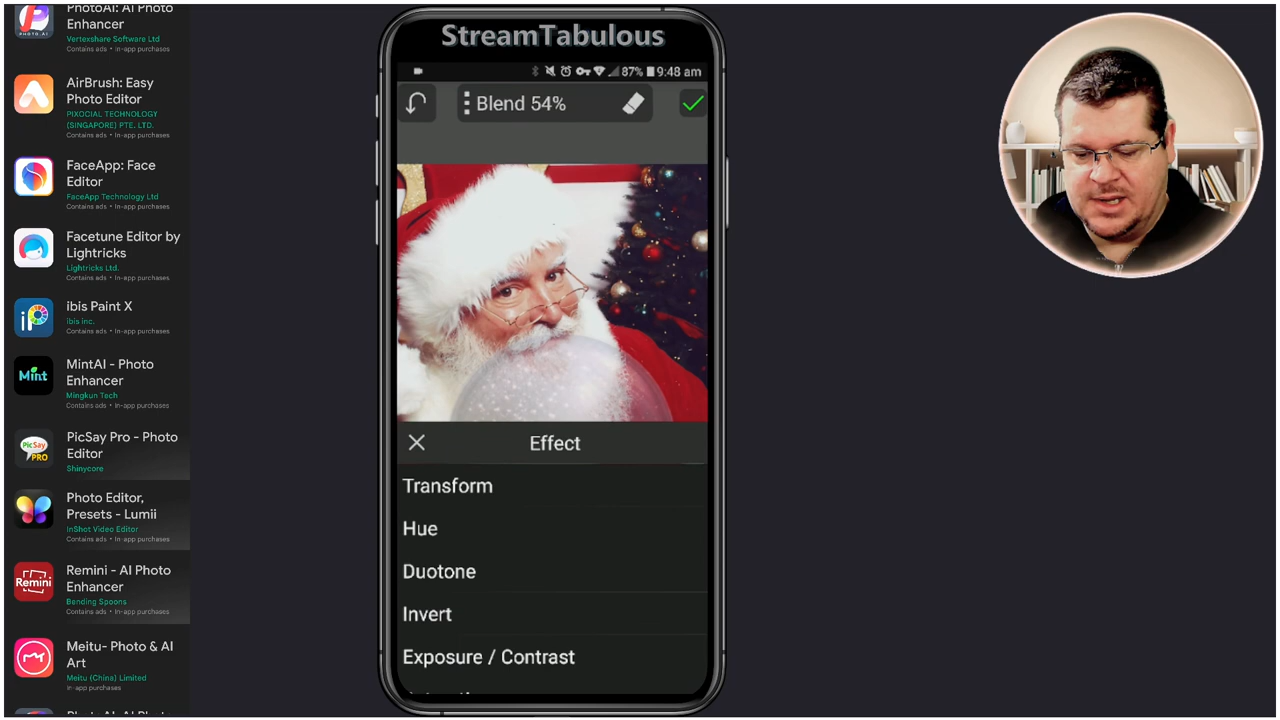 PhotoAI: AI Photo
Enhancer
Vertexshare Software Ltd
Contains ads • In-app purchases
AirBrush: Easy
Photo Editor
PIXOCIAL TECHNOLOGY
(SINGAPORE) PTE. LTD.
Contains ads • In-app purchases
FaceApp: Face
Editor
FaceApp Technology Ltd
Contains ads • In-app purchases
Facetune Editor by
Lightricks
Lightricks Ltd.
Contains ads • In-app purchases
ibis Paint X
ibis inc.
Contains ads • In-app purchases
Mint
MintAI - Photo
Enhancer
Mingkun Tech
Contains ads • In-app purchases
PicSay
PRO
PicSay Pro - Photo
Editor
Shinycore
Photo Editor,
Presets - Lumii
InShot Video Editor
Contains ads • In-app purchases
Remini
Remini - AI Photo
Enhancer
Bending Spoons
Contains ads • In-app purchases
Meitu- Photo & AI
Art
Meitu (China) Limited
In-app purchases
StreamTabulous
87% 9:48 am
Blend 54%
Effect
Transform
Hue
Duotone
Invert
Exposure / Contrast